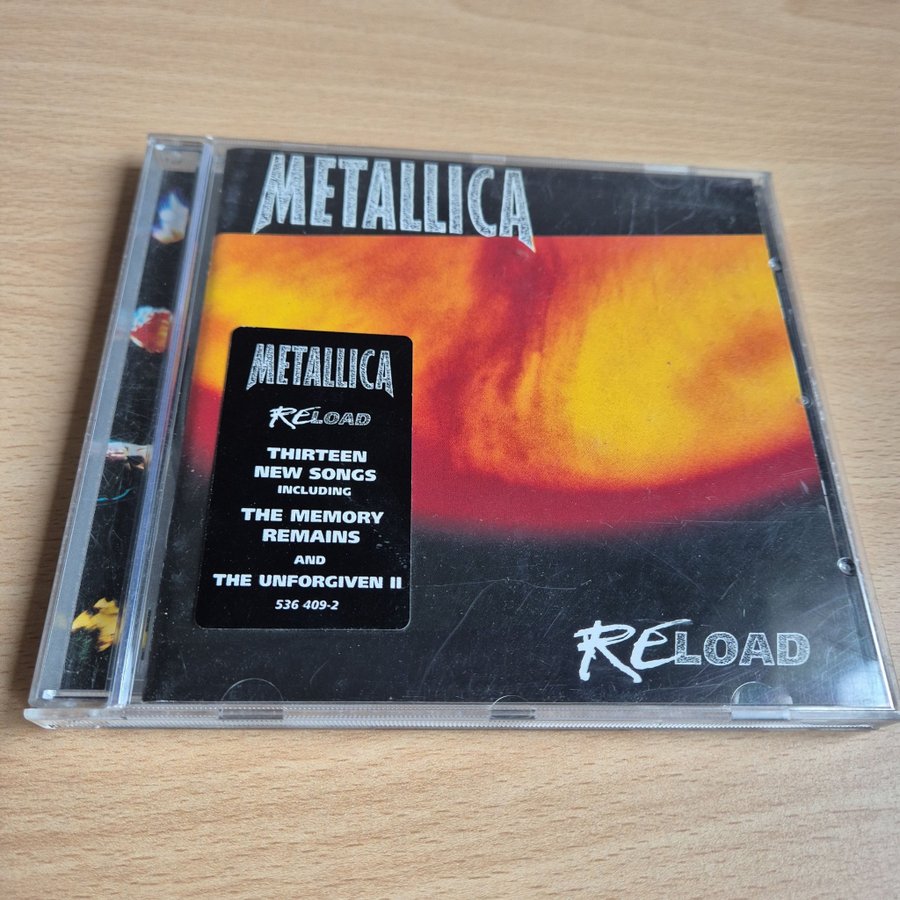 METALLICA
METALLICA
RELOAD
THIRTEEN
NEW SONGS
INCLUDING
THE MEMORY
REMAINS
AND
THE UNFORGIVEN II
536 409-2
RELOAD